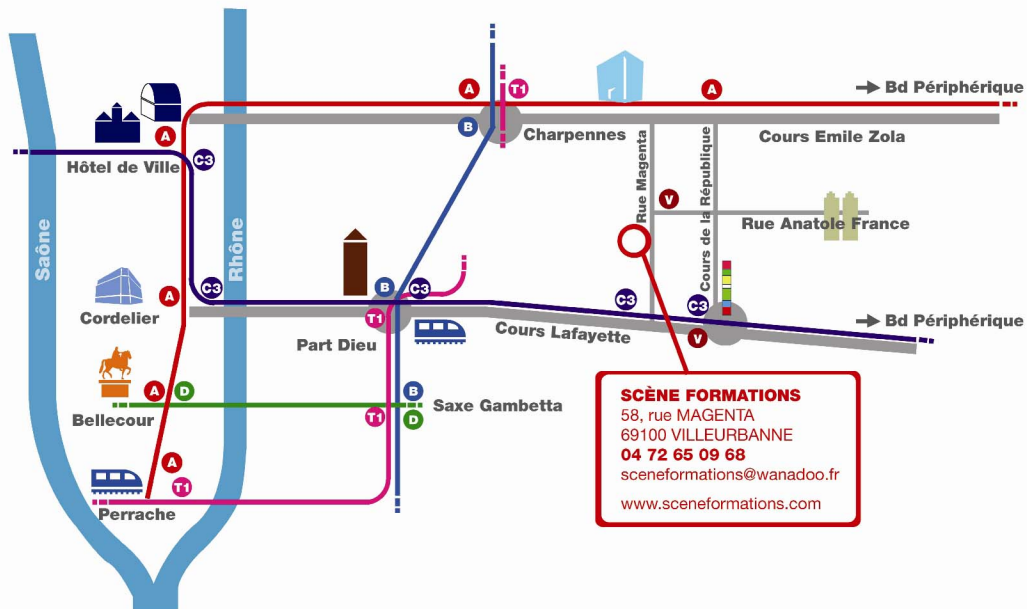 A
T1
A
Bd Périphérique
B
Charpennes
Cours Emile Zola
A
Hôtel de Ville
C3
Rue Magenta
Cours de la République
V
Rue Anatole France
Saône
Rhône
Cordelier
A
C3
B
C3
T1
Part Dieu
Cours Lafayette
C3
C3
V
Bd Périphérique
Bellecour
A
D
T1
B
D
Saxe Gambetta
A
T1
Perrache
SCÈNE FORMATIONS
58, rue MAGENTA
69100 VILLEURBANNE
04 72 65 09 68
sceneformations@wanadoo.fr
www.sceneformations.com